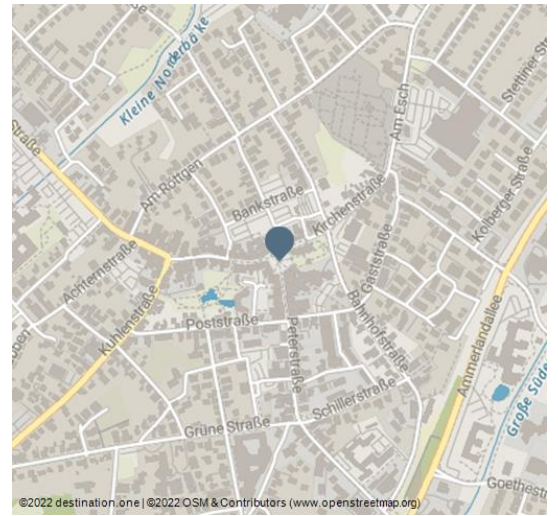 Kleine Norderbäke
Straße
Am Esch
Stettiner Straße
Am Röttgen
Bankstraße
Kirchenstraße
Kolberger Straße
Achternstraße
Gaststraße
Kuhlenstraße
Poststraße
Peterstraße
Bahnhofstraße
Ammerlandallee
Große Süde
Schillerstraße
Grüne Straße
Goethest
©2022 destination.one | ©2022 OSM & Contributors (www.openstreetmap.org)